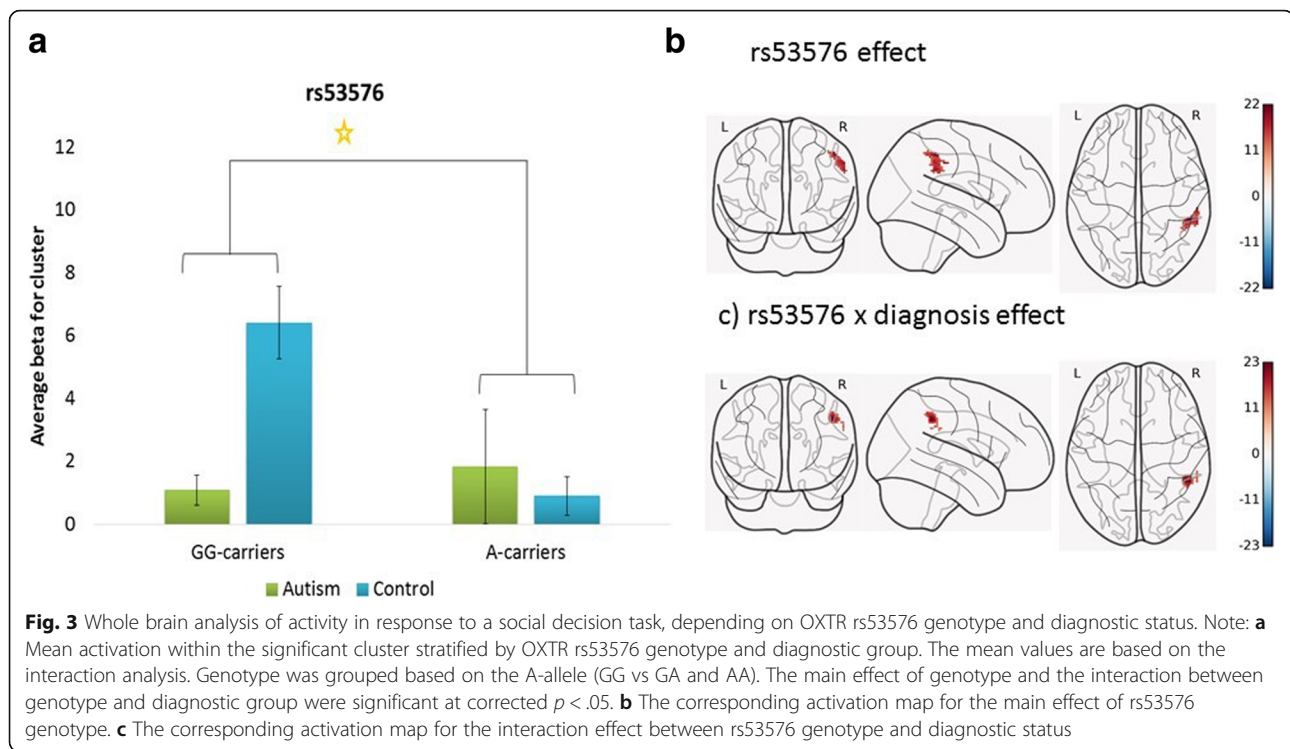 a
rs53576
Average beta for cluster
12
10
8
6
4
2
0
GG-carriers
A-carriers
Autism
Control
b
rs53576 effect
L
R
L
R
22
11
0
-11
-22
c) rs53576 x diagnosis effect
L
R
L
R
23
11
0
-11
-23
Fig. 3 Whole brain analysis of activity in response to a social decision task, depending on OXTR rs53576 genotype and diagnostic status. Note: a
Mean activation within the significant cluster stratified by OXTR rs53576 genotype and diagnostic group. The mean values are based on the
interaction analysis. Genotype was grouped based on the A-allele (GG vs GA and AA). The main effect of genotype and the interaction between
genotype and diagnostic group were significant at corrected p < .05. b The corresponding activation map for the main effect of rs53576
genotype. c The corresponding activation map for the interaction effect between rs53576 genotype and diagnostic status